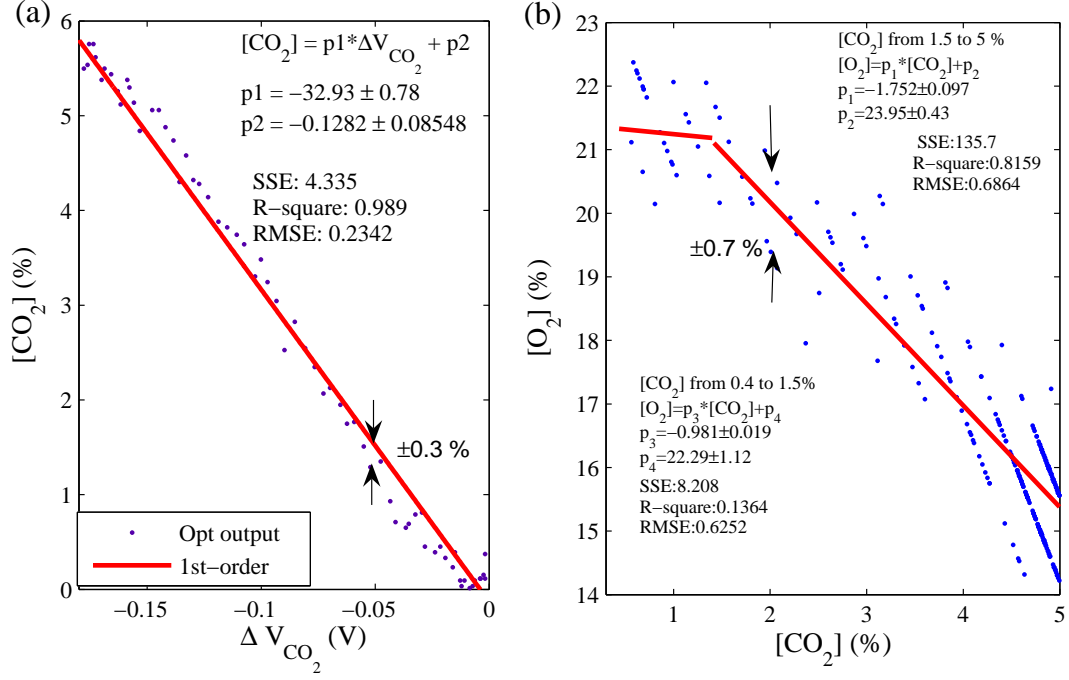 (a)
[CO2] = p1*ΔVCO2 + p2
p1 = −32.93 ± 0.78
p2 = −0.1282 ± 0.08548
SSE: 4.335
R−square: 0.989
RMSE: 0.2342
±0.3 %
Opt output
1st−order
6
5
4
3
2
1
0
−0.15
−0.1
−0.05
0
[CO2] (%)
Δ VCO2 (V)
(b)
[CO2] from 1.5 to 5 %
[O2]=p1*[CO2]+p2
p1=−1.752±0.097
p2=23.95±0.43
SSE:135.7
R−square:0.8159
RMSE:0.6864
±0.7 %
[CO2] from 0.4 to 1.5%
[O2]=p3*[CO2]+p4
p3=−0.981±0.019
p4=22.29±1.12
SSE:8.208
R−square:0.1364
RMSE:0.6252
23
22
21
20
19
18
17
16
15
14
1
2
3
4
5
[O2] (%)
[CO2] (%)